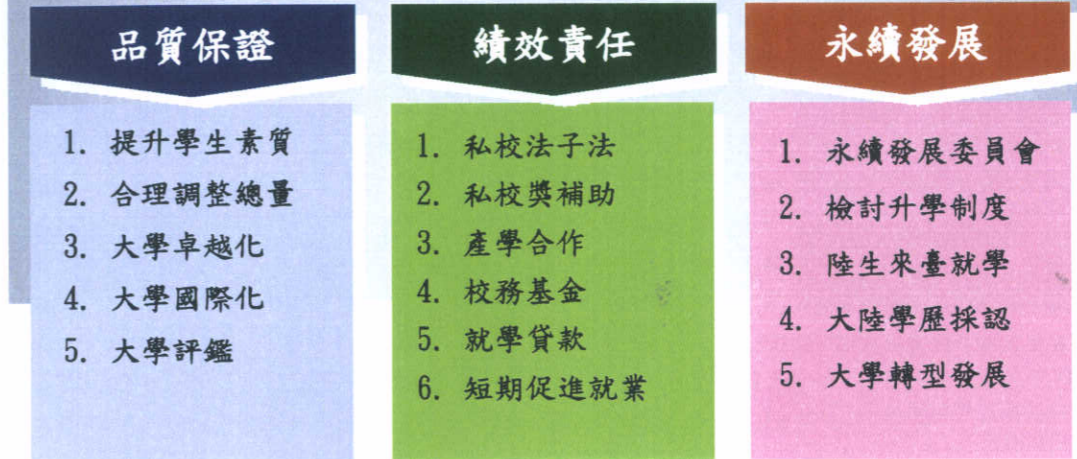 品質保證
1. 提升學生素質
2. 合理調整總量
3. 大學卓越化
4. 大學國際化
5. 大學評鑑
績效責任
1. 私校法子法
2. 私校獎補助
3. 產學合作
4. 校務基金
5. 就學貸款
6. 短期促進就業
永續發展
1. 永續發展委員會
2. 檢討升學制度
3. 陸生來臺就學
4. 大陸學歷採認
5. 大學轉型發展